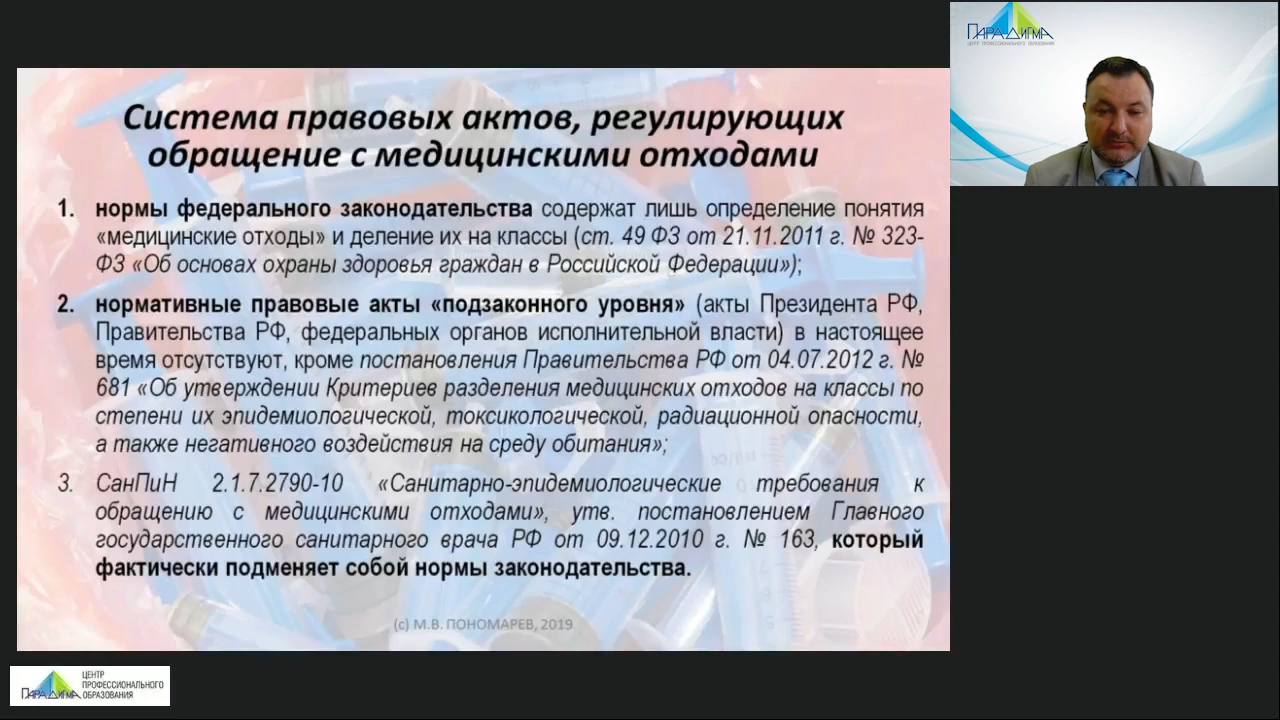 ПАРАДИГМА
ЦЕНТР ПРОФЕССИОНАЛЬНОГО ОБРАЗОВАНИЯ
Система правовых актов, регулирующих
обращение с медицинскими отходами
1. нормы федерального законодательства содержат лишь определение понятия
«медицинские отходы» и деление их на классы (ст. 49 ФЗ от 21.11.2011 г. № 323-
ФЗ «Об основах охраны здоровья граждан в Российской Федерации»);
2. нормативные правовые акты «подзаконного уровня» (акты Президента РФ,
Правительства РФ, федеральных органов исполнительной власти) в настоящее
время отсутствуют, кроме постановления Правительства РФ от 04.07.2012 г. №
681 «Об утверждении Критериев разделения медицинских отходов на классы по
степени их эпидемиологической, токсикологической, радиационной опасности,
а также негативного воздействия на среду обитания»;
3. СанПиН 2.1.7.2790-10 «Санитарно-эпидемиологические требования к
обращению с медицинскими отходами», утв. постановлением Главного
государственного санитарного врача РФ от 09.12.2010 г. № 163, который
фактически подменяет собой нормы законодательства.
(с) М.В. ПОНОМАРЕВ, 2019
ПАРАДИГМА
ЦЕНТР
ПРОФЕССИОНАЛЬНОГО
ОБРАЗОВАНИЯ